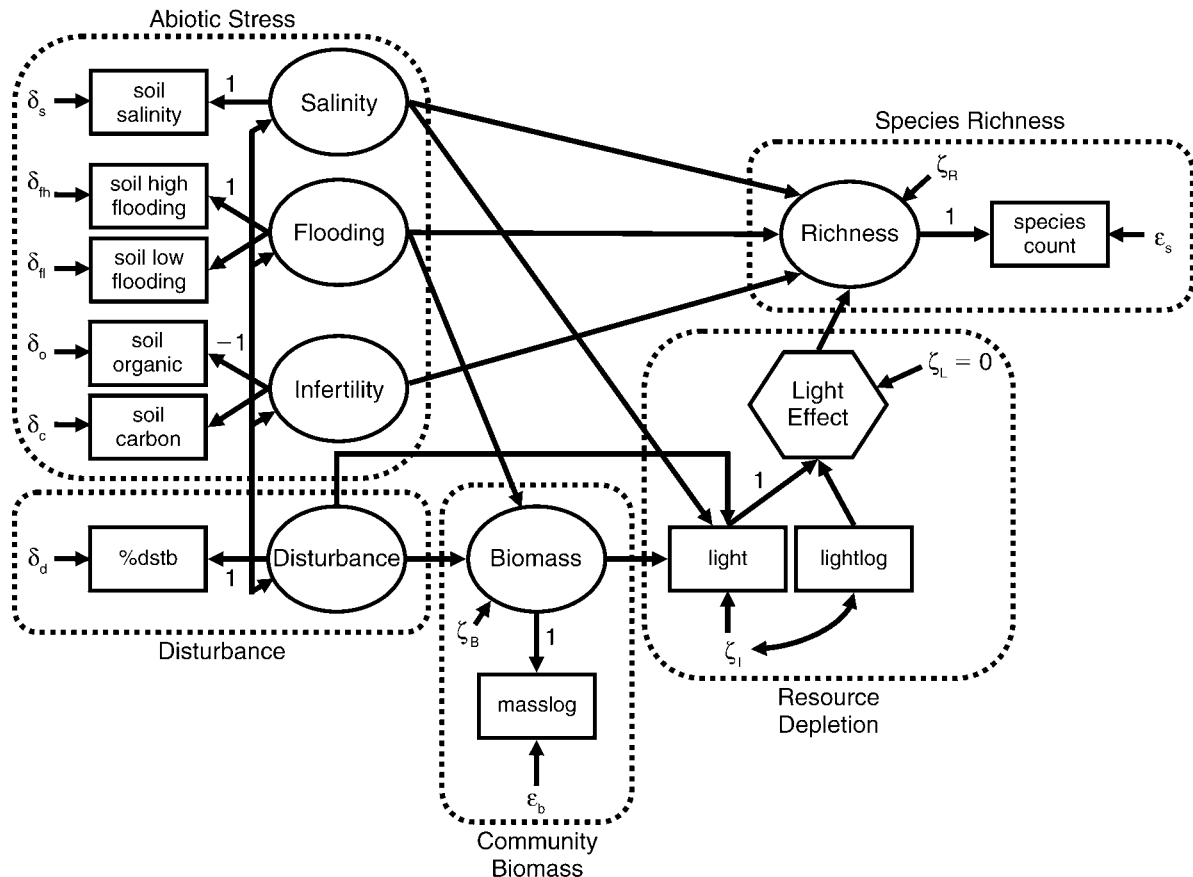 Abiotic Stress
δs
soil
salinity
1
Salinity
δfh
soil high
flooding
1
Flooding
δfl
soil low
flooding
δo
soil
organic
−1
Infertility
δc
soil
carbon
Species Richness
ζR
Richness
1
species
count
εs
Light
Effect
ζL = 0
1
light
lightlog
ζl
Resource
Depletion
δd
%dstb
1
Disturbance
Disturbance
Biomass
ζB
1
masslog
εb
Community
Biomass